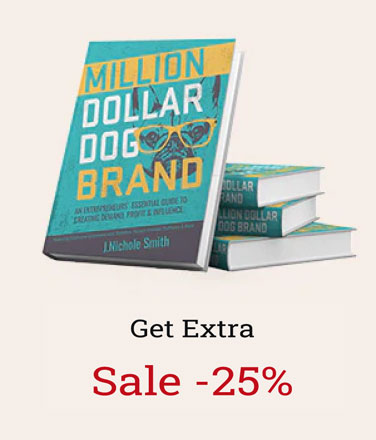 MILLION
DOLLAR
DOG
BRAND
AN ENTREPRENEURS' ESSENTIAL GUIDE TO
CREATING DEMAND, PROFIT & INFLUENCE
J.Nichole Smith
DOLLAR
BRAND
MILLION DOLLAR
DOG BRAND
Get Extra
Sale -25%